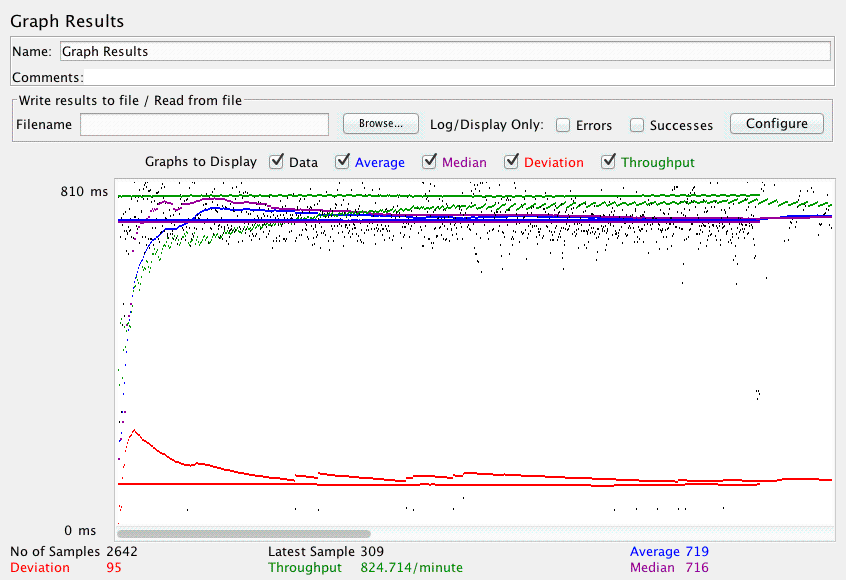 Graph Results
Name: Graph Results
Comments:
Write results to file / Read from file
Filename Browse... Log/Display Only: Errors Successes Configure
Graphs to Display Data Average Median Deviation Throughput
810 ms
0 ms
No of Samples 2642 Latest Sample 309 Average 719
Deviation 95 Throughput 824.714/minute Median 716